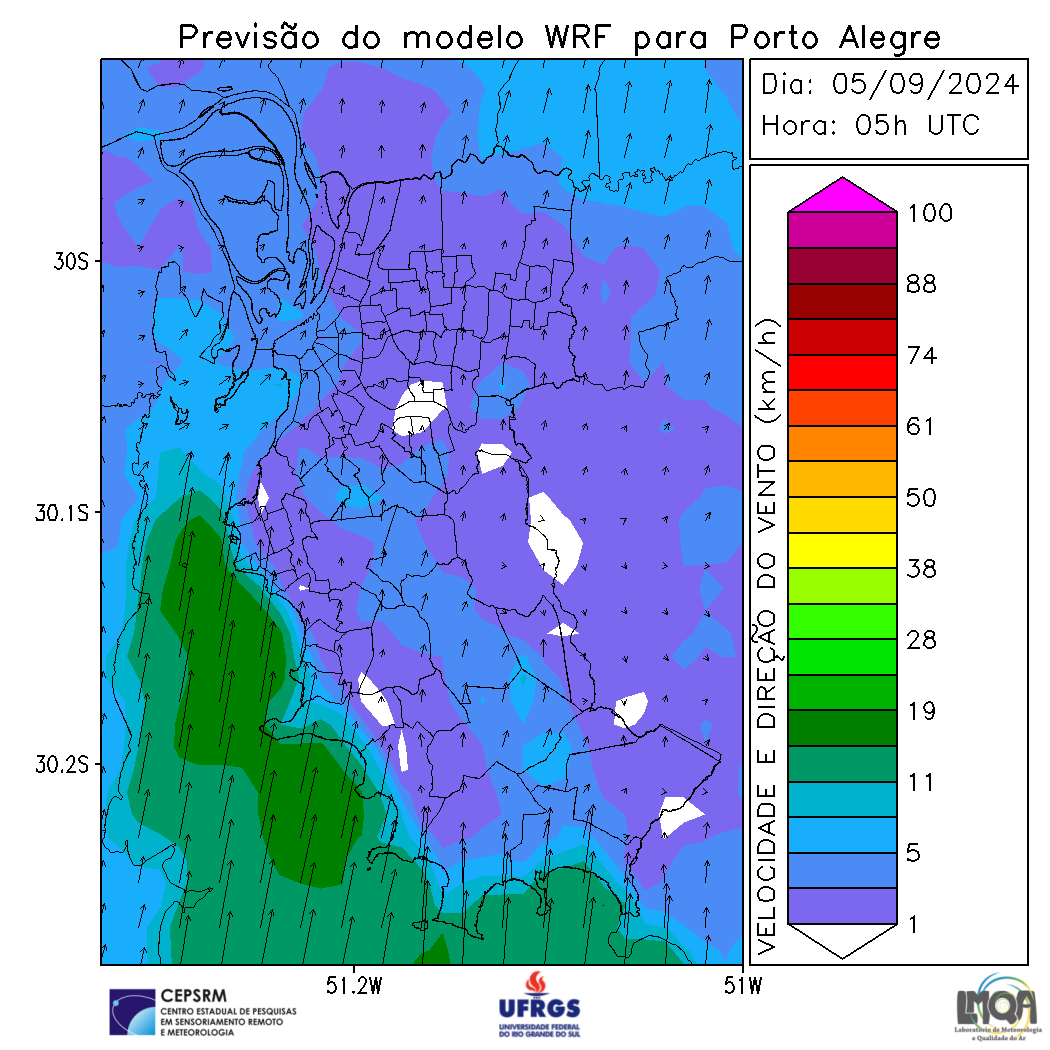 Previsão do modelo WRF para Porto Alegre
Dia: 05/09/2024
Hora: 05h UTC
30S
30.1S
30.2S
51.2W
51W
VELOCIDADE E DIREÇÃO DO VENTO (km/h)
100
88
74
61
50
38
28
19
11
5
1
CEPSRM
CENTRO ESTADUAL DE PESQUISAS
EM SENSORIAMENTO REMOTO
E METEOROLOGIA
UFRGS
UNIVERSIDADE FEDERAL
DO RIO GRANDE DO SUL
LMQA
Laboratório de Meteorologia
e Qualidade do Ar